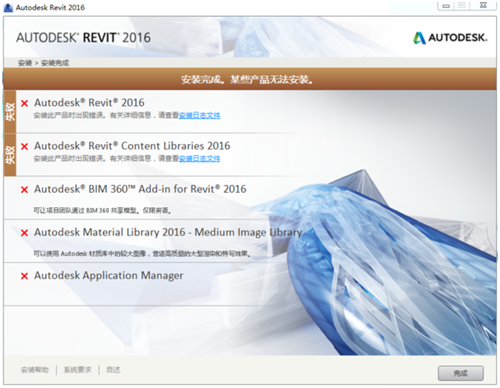 Autodesk Revit 2016
AUTODESK® REVIT® 2016
AUTODESK.
安装 > 安装完成
安装完成。某些产品无法安装。
失败
Autodesk® Revit® 2016
安装此产品时出现错误。有关详细信息，请查看安装日志文件
失败
Autodesk® Revit® Content Libraries 2016
安装此产品时出现错误。有关详细信息，请查看安装日志文件
Autodesk® BIM 360™ Add-in for Revit® 2016
可让项目团队通过 BIM 360 共享模型。仅限英语。
Autodesk Material Library 2016 - Medium Image Library
可以使用 Autodesk 材质库中的较大图像，营造高质量的大型渲染和特写效果。
Autodesk Application Manager
安装帮助 | 系统要求 | 自述
完成